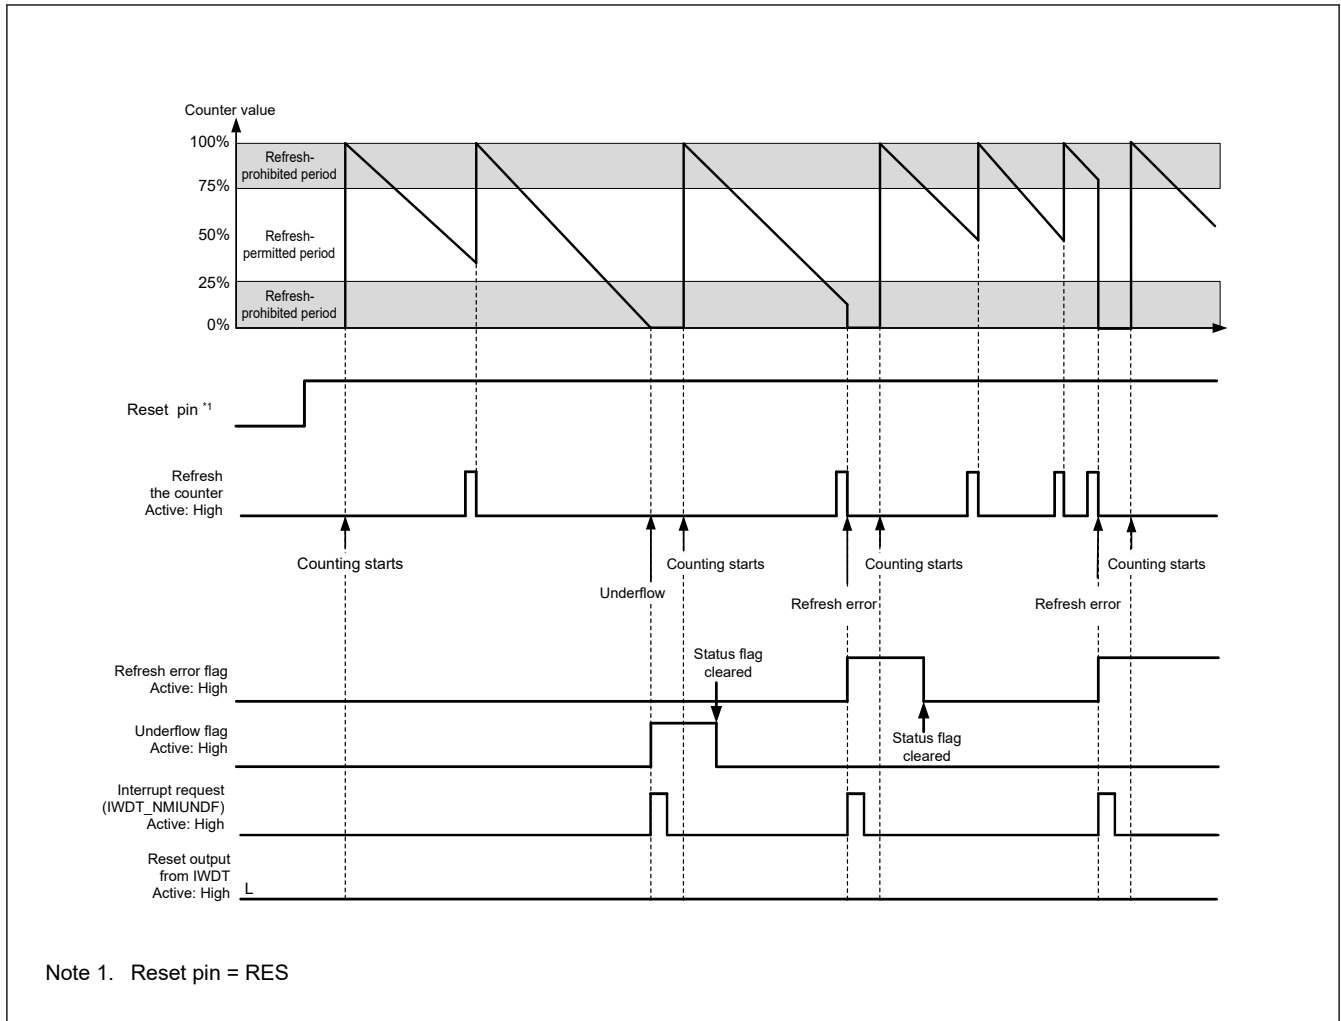 Counter value
100%
Refresh-
prohibited period
75%
50%
Refresh-
permitted period
25%
Refresh-
prohibited period
0%
Reset pin *1
Refresh
the counter
Active: High
Counting starts
Counting starts
Counting starts
Counting starts
Underflow
Refresh error
Refresh error
Status flag
cleared
Refresh error flag
Active: High
Underflow flag
Active: High
Status flag
cleared
Interrupt request
(IWDT_NMIUNDF)
Active: High
Reset output
from IWDT
Active: High
L
Note 1. Reset pin = RES